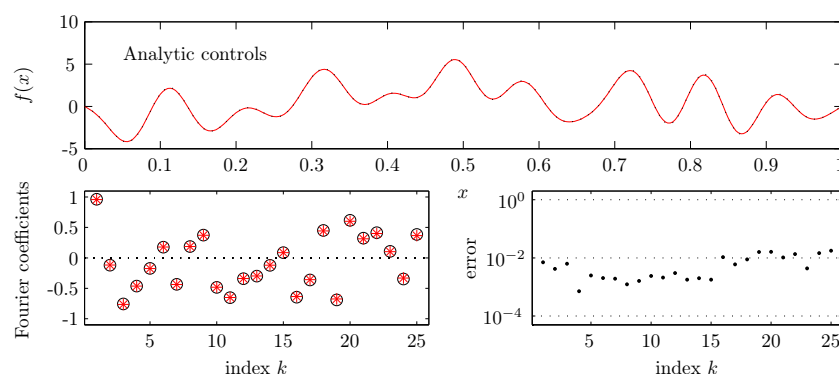 10
5
0
-5
f(x)
Analytic controls
0 0.1 0.2 0.3 0.4 0.5 0.6 0.7 0.8 0.9 1
x
1
0.5
0
-0.5
-1
Fourier coefficients
5 10 15 20 25
index k
10⁰
10⁻²
10⁻⁴
error
5 10 15 20 25
index k